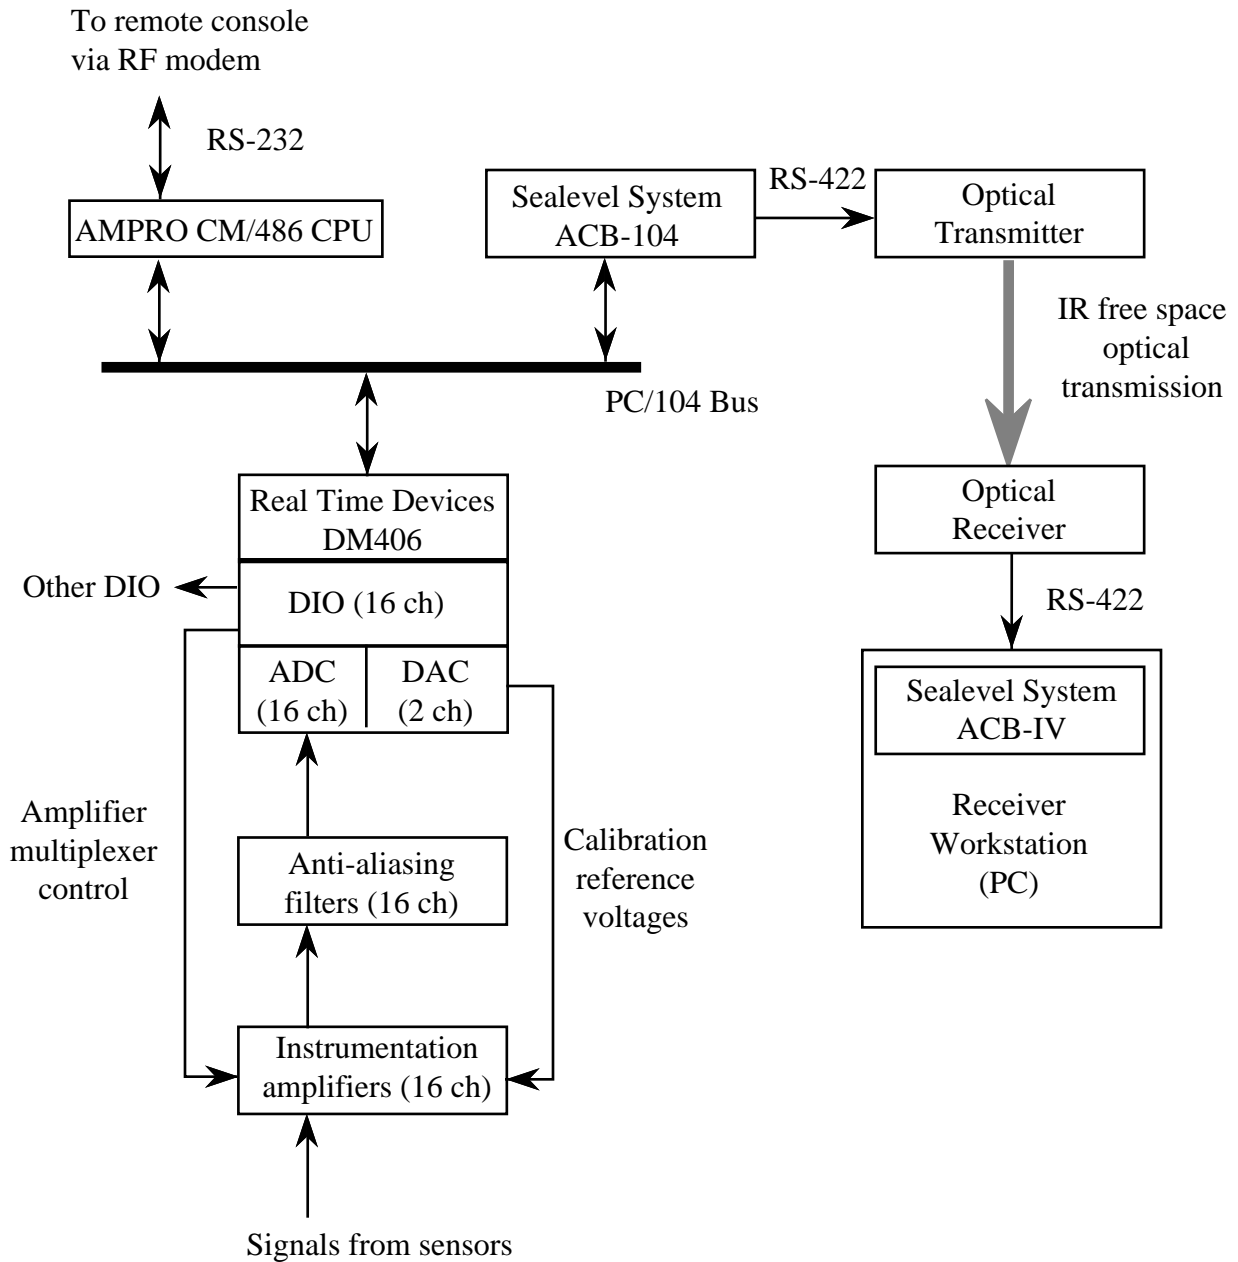 To remote console
via RF modem
RS-232
AMPRO CM/486 CPU
Sealevel System
ACB-104
RS-422
Optical
Transmitter
IR free space
optical
transmission
PC/104 Bus
Real Time Devices
DM406
Other DIO
DIO (16 ch)
ADC
(16 ch)
DAC
(2 ch)
Optical
Receiver
RS-422
Sealevel System
ACB-IV
Receiver
Workstation
(PC)
Amplifier
multiplexer
control
Anti-aliasing
filters (16 ch)
Calibration
reference
voltages
Instrumentation
amplifiers (16 ch)
Signals from sensors